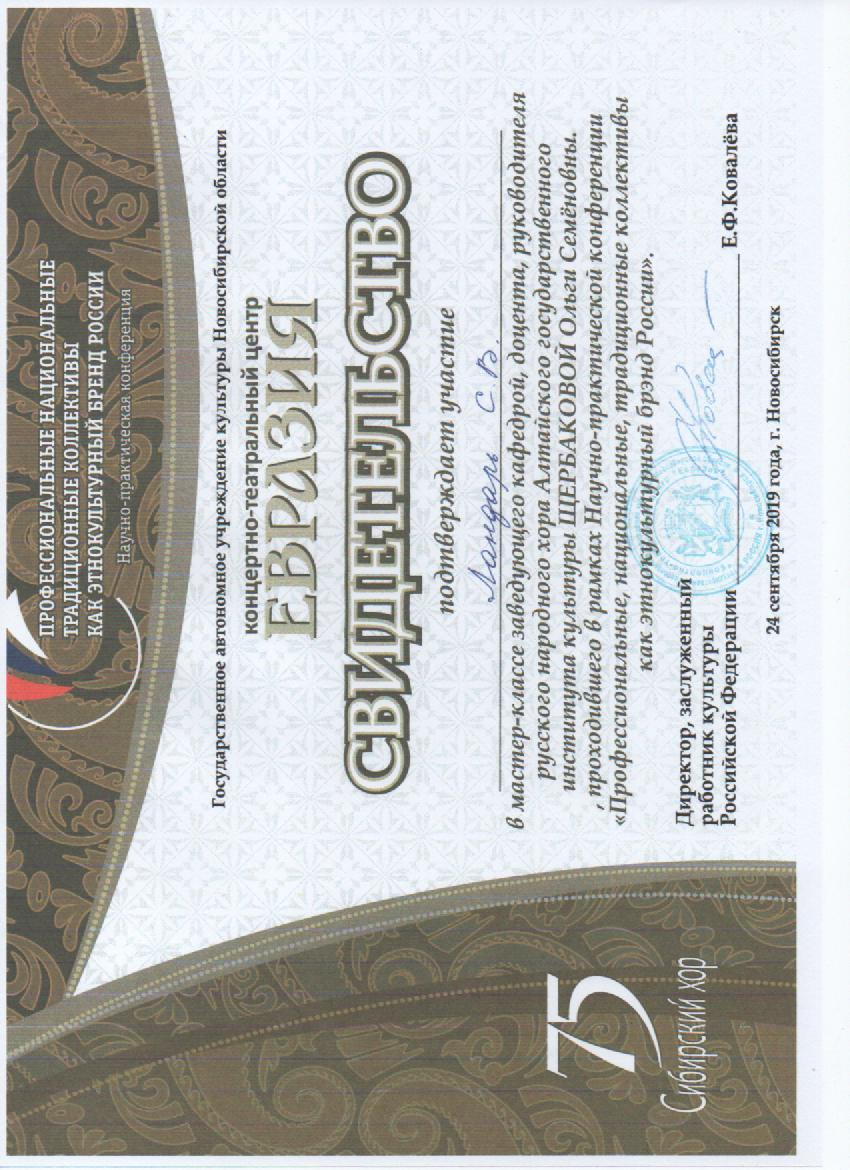 ПРОФЕССИОНАЛЬНЫЕ НАЦИОНАЛЬНЫЕ
ТРАДИЦИОННЫЕ КОЛЛЕКТИВЫ
КАК ЭТНОКУЛЬТУРНЫЙ БРЕНД РОССИИ
Научно-практическая конференция
Государственное автономное учреждение культуры Новосибирской области
концертно-театральный центр
ЕВРАЗИЯ
СВИДЕТЕЛЬСТВО
подтверждает участие
Ландарь С.В.
в мастер-классе заведующего кафедрой, доцента, руководителя
русского народного хора Алтайского государственного
института культуры ЩЕРБАКОВОЙ Ольги Семёновны,
проходившего в рамках Научно-практической конференции
«Профессиональные, национальные, традиционные коллективы
как этнокультурный брэнд России».
Директор, заслуженный
работник культуры
Российской Федерации Е.Ф.Ковалёва
24 сентября 2019 года, г. Новосибирск
75
Сибирский хор